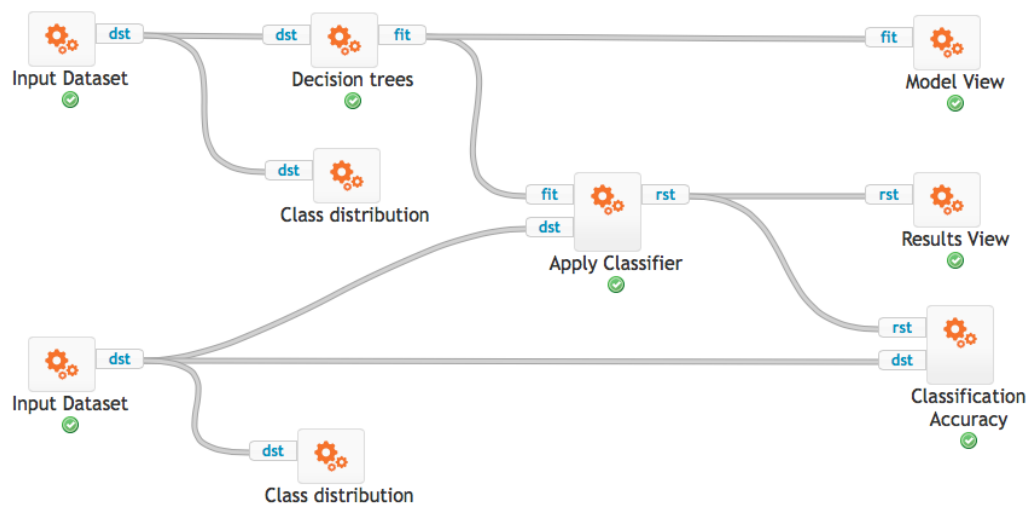 dst
dst
fit
fit
Input Dataset
Decision trees
Model View
dst
Class distribution
fit
rst
rst
dst
Apply Classifier
Results View
rst
dst
dst
Input Dataset
Classification
Accuracy
dst
Class distribution